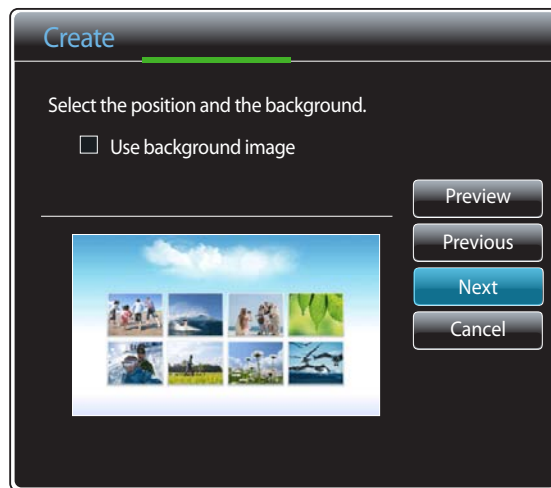 Create
Select the position and the background.
Use background image
Preview
Previous
Next
Cancel